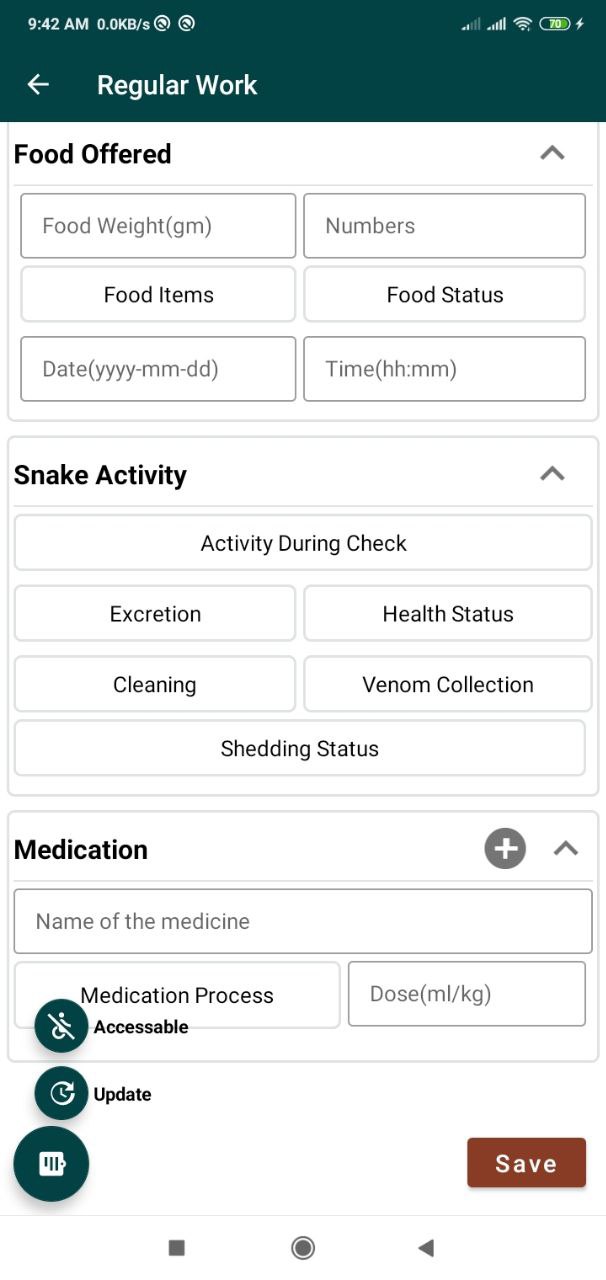 9:42 AM 0.0KB/s 70
Regular Work
Food Offered
Food Weight(gm) Numbers
Food Items Food Status
Date(yyyy-mm-dd) Time(hh:mm)
Snake Activity
Activity During Check
Excretion Health Status
Cleaning Venom Collection
Shedding Status
Medication
Name of the medicine
Medication Process Dose(ml/kg)
Accessable
Update
Save